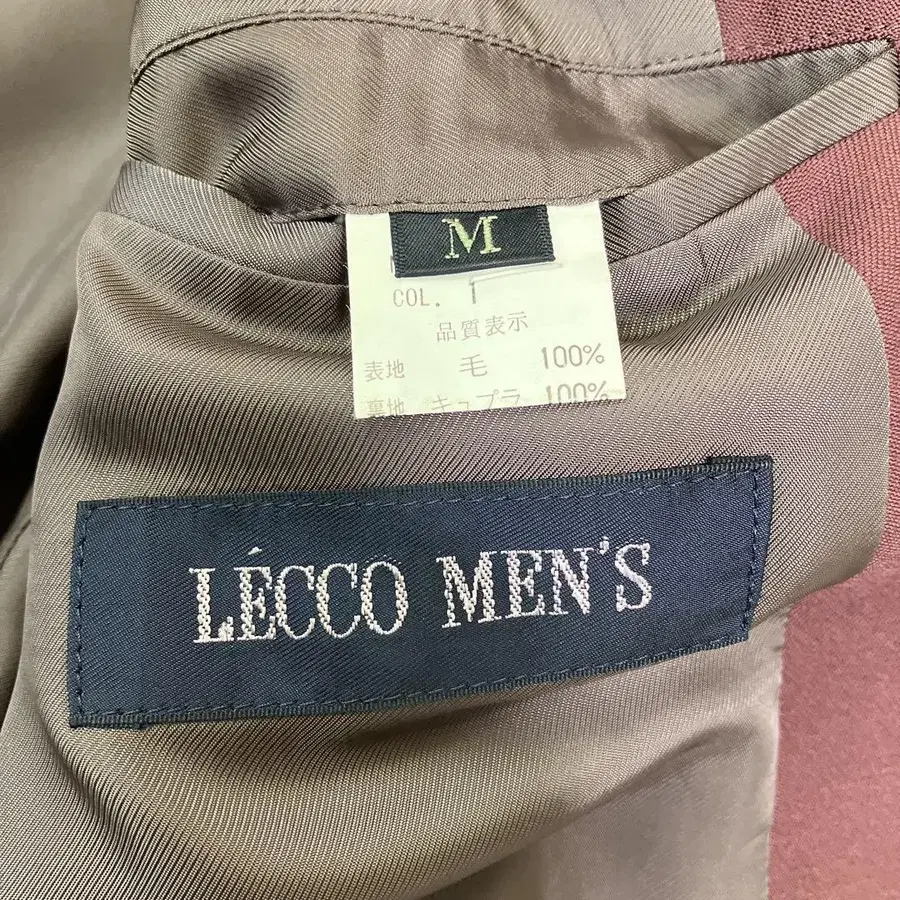 M
COL. 1
品質表示
表地 毛 100%
裏地 キュプラ 100%
LÉCCO MEN'S